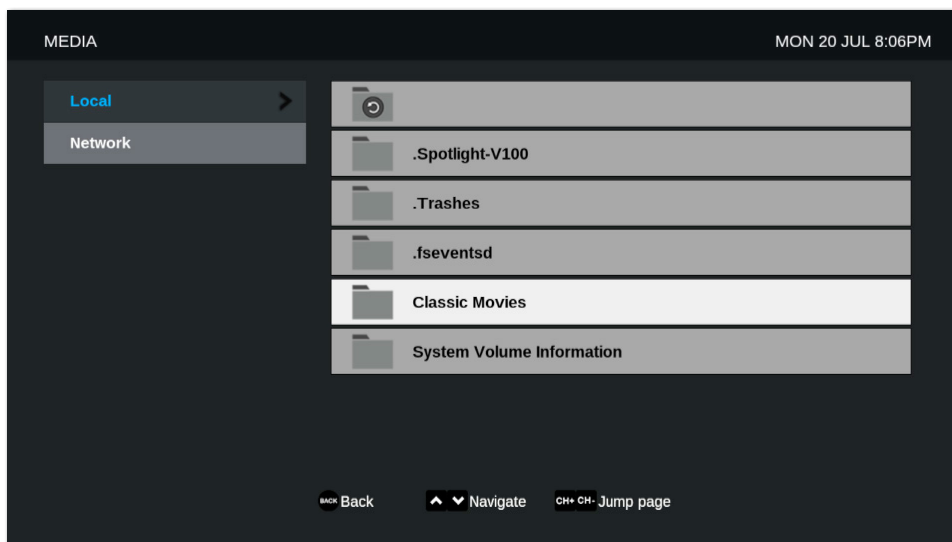 MEDIA MON 20 JUL 8:06PM
Local
Network
.Spotlight-V100
.Trashes
.fseventsd
Classic Movies
System Volume Information
BACK Back Navigate CH+ CH- Jump page